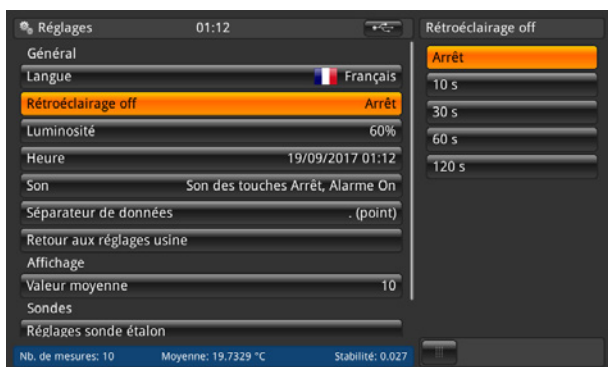 Réglages 01:12
Général
Langue Français
Rétroéclairage off Arrêt
Luminosité 60%
Heure 19/09/2017 01:12
Son Son des touches Arrêt, Alarme On
Séparateur de données . (point)
Retour aux réglages usine
Affichage
Valeur moyenne 10
Sondes
Réglages sonde étalon
Nb. de mesures: 10 Moyenne: 19.7329 °C Stabilité: 0.027
Rétroéclairage off
Arrêt
10 s
30 s
60 s
120 s